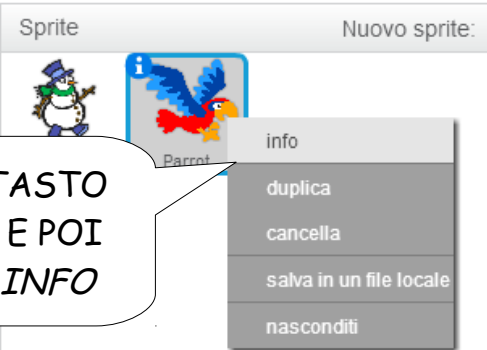 Sprite Nuovo sprite:
i
Parrot
info
duplica
cancella
salva in un file locale
nasconditi
TASTO
E POI
INFO